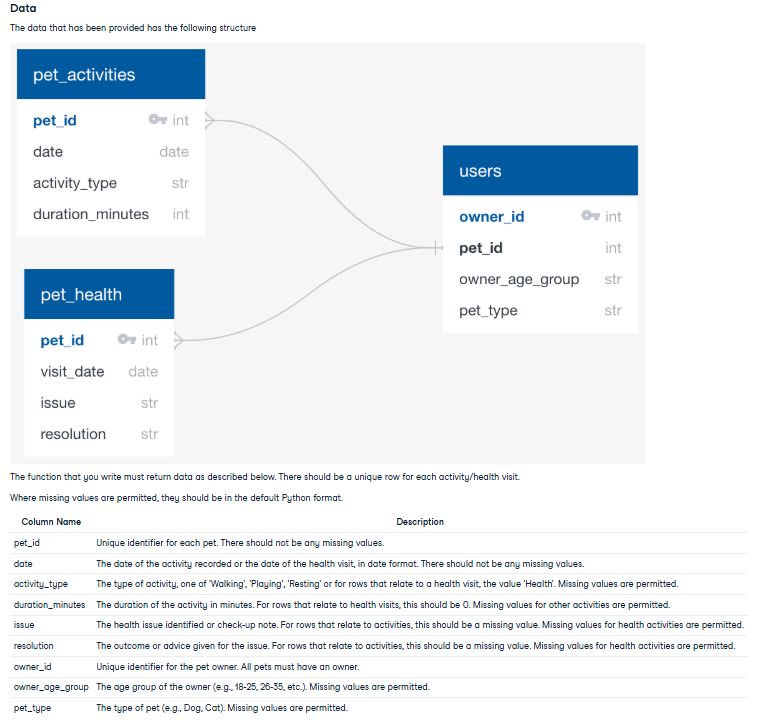 Data
The data that has been provided has the following structure
pet_activities
pet_id int
date date
activity_type str
duration_minutes int
users
owner_id int
pet_id int
owner_age_group str
pet_type str
pet_health
pet_id int
visit_date date
issue str
resolution str
The function that you write must return data as described below. There should be a unique row for each activity/health visit.
Where missing values are permitted, they should be in the default Python format.
Column Name Description
pet_id Unique identifier for each pet. There should not be any missing values.
date The date of the activity recorded or the date of the health visit, in date format. There should not be any missing values.
activity_type The type of activity, one of 'Walking', 'Playing', 'Resting' or for rows that relate to a health visit, the value 'Health'. Missing values are permitted.
duration_minutes The duration of the activity in minutes. For rows that relate to health visits, this should be 0. Missing values for other activities are permitted.
issue The health issue identified or check-up note. For rows that relate to activities, this should be a missing value. Missing values for health activities are permitted.
resolution The outcome or advice given for the issue. For rows that relate to activities, this should be a missing value. Missing values for health activities are permitted.
owner_id Unique identifier for the pet owner. All pets must have an owner.
owner_age_group The age group of the owner (e.g., 18-25, 26-35, etc.). Missing values are permitted.
pet_type The type of pet (e.g., Dog, Cat). Missing values are permitted.